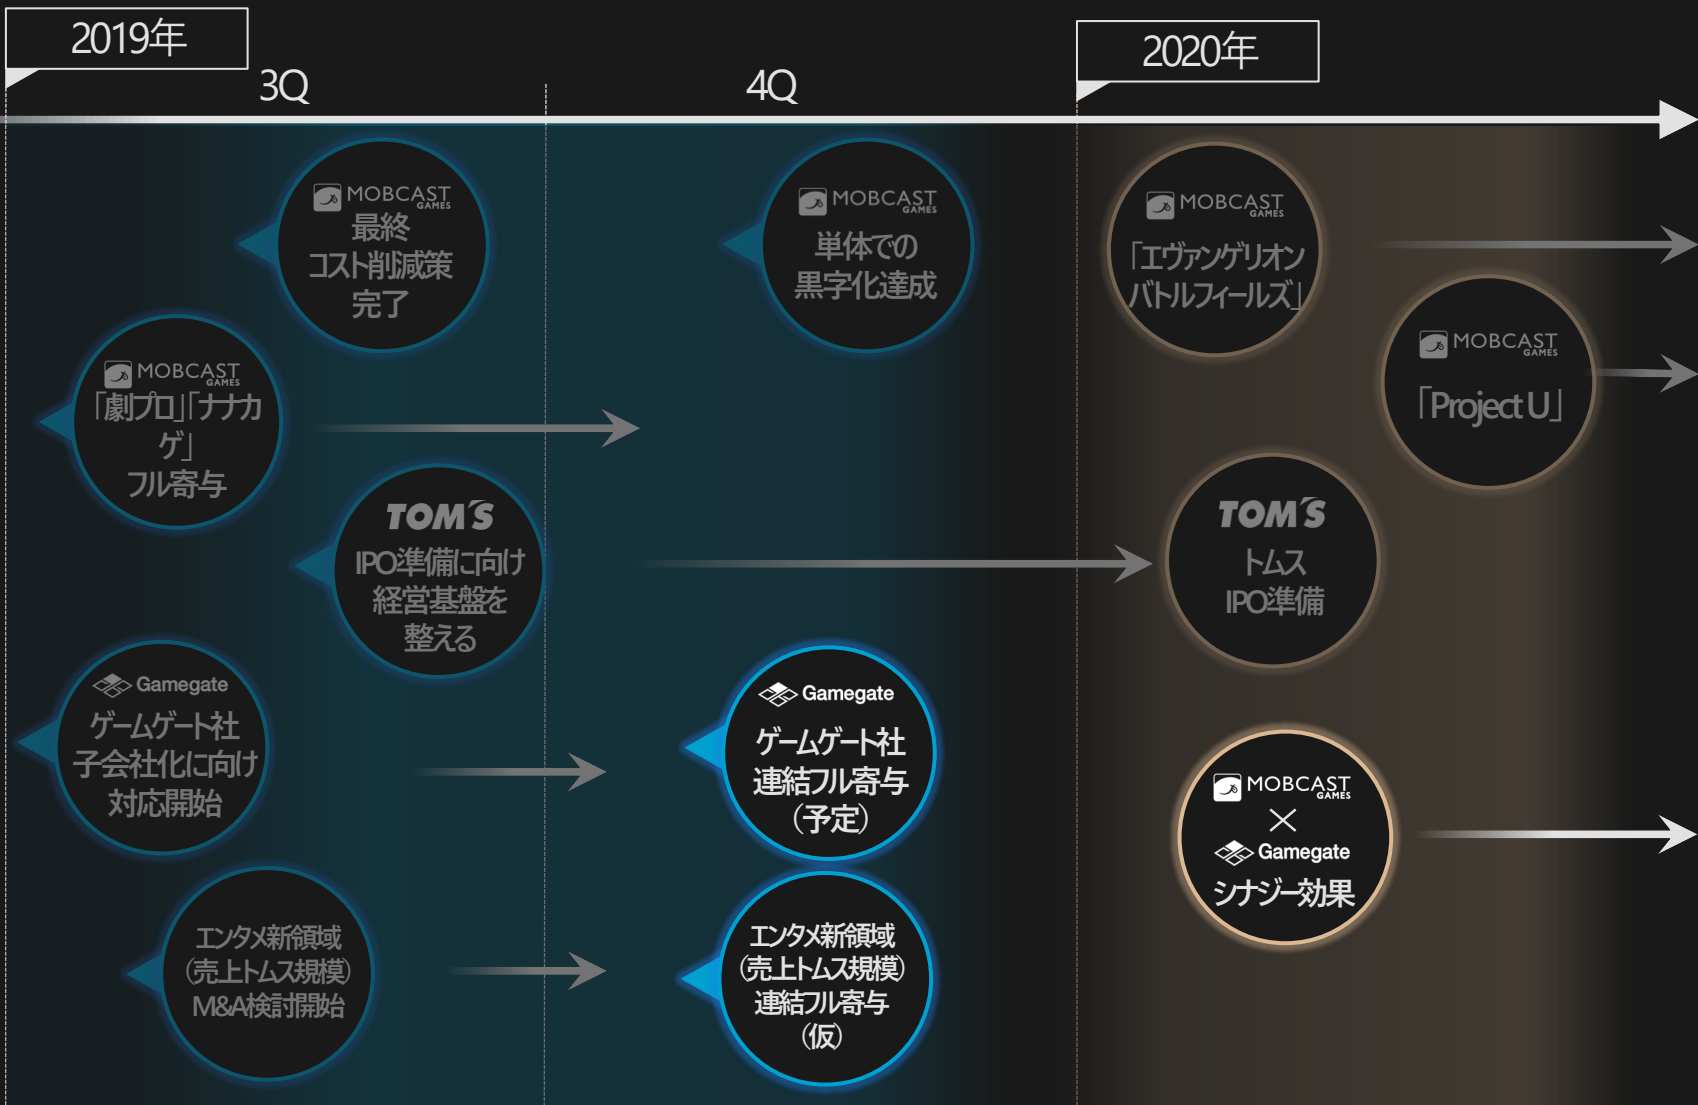 2019年
2020年
3Q
4Q
MOBCAST
GAMES
最終
コスト削減策
完了
MOBCAST
GAMES
単体での
黒字化達成
MOBCAST
GAMES
「エヴァンゲリオン
バトルフィールズ」
MOBCAST
GAMES
「劇プロ」「ナナカ
ゲ」
フル寄与
MOBCAST
GAMES
「Project U」
TOM'S
IPO準備に向け
経営基盤を
整える
TOM'S
トムス
IPO準備
Gamegate
ゲームゲート社
子会社化に向け
対応開始
Gamegate
ゲームゲート社
連結フル寄与
（予定）
MOBCAST
GAMES
×
Gamegate
シナジー効果
エンタメ新領域
（売上トムス規模）
M&A検討開始
エンタメ新領域
（売上トムス規模）
連結フル寄与
（仮）